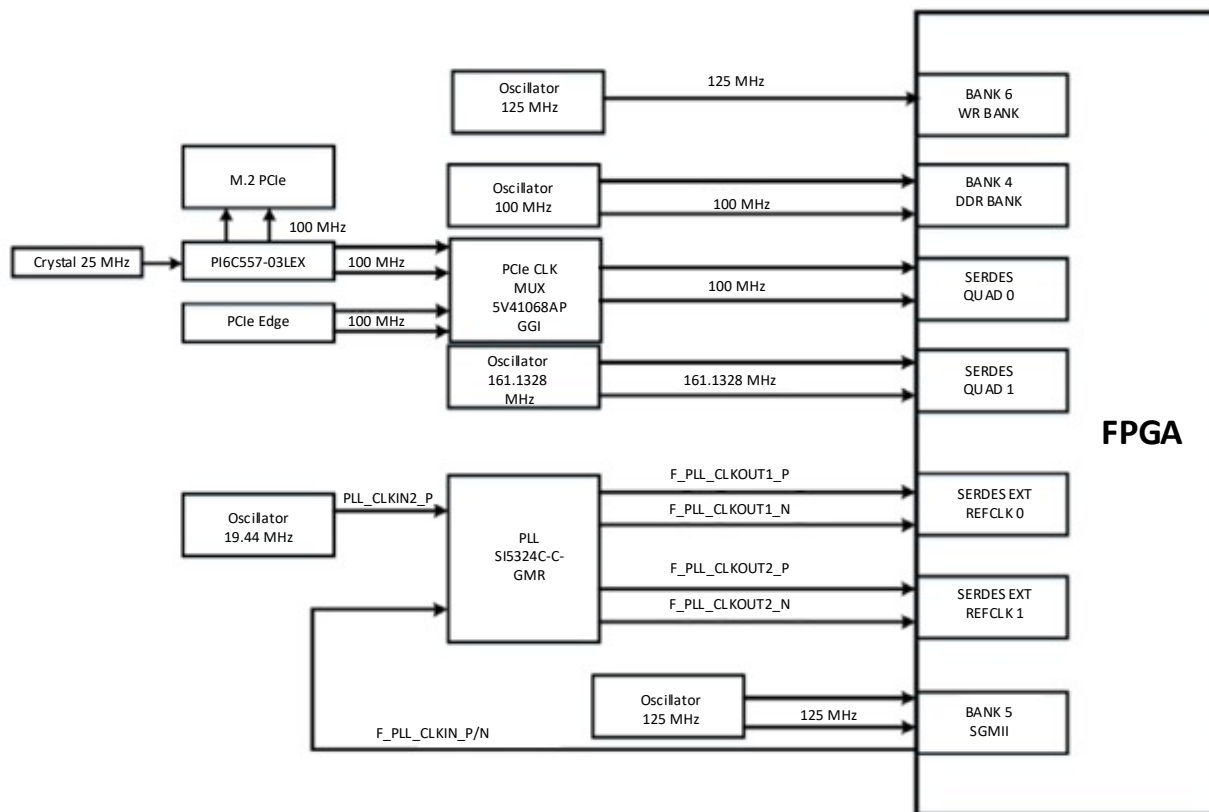 Oscillator
125 MHz
125 MHz
BANK 6
WR BANK
M.2 PCIe
Oscillator
100 MHz
100 MHz
BANK 4
DDR BANK
100 MHz
Crystal 25 MHz
PI6C557-03LEX
100 MHz
PCIe Edge
100 MHz
PCIe CLK
MUX
5V41068AP
GGI
100 MHz
SERDES
QUAD 0
Oscillator
161.1328
MHz
161.1328 MHz
SERDES
QUAD 1
FPGA
Oscillator
19.44 MHz
PLL_CLKIN2_P
PLL
SI5324C-C-
GMR
F_PLL_CLKOUT1_P
F_PLL_CLKOUT1_N
SERDES EXT
REFCLK 0
F_PLL_CLKOUT2_P
F_PLL_CLKOUT2_N
SERDES EXT
REFCLK 1
Oscillator
125 MHz
125 MHz
BANK 5
SGMII
F_PLL_CLKIN_P/N